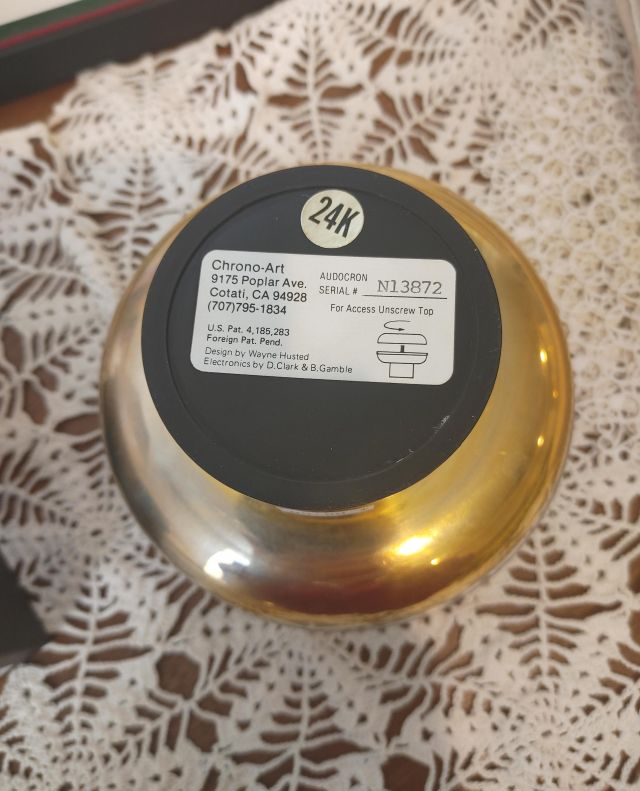 24K
Chrono-Art
9175 Poplar Ave.
Cotati, CA 94928
(707)795-1834
U.S. Pat. 4,185,283
Foreign Pat. Pend.
Design by Wayne Husted
Electronics by D.Clark & B.Gamble
AUDOCRON
SERIAL # N13872
For Access Unscrew Top